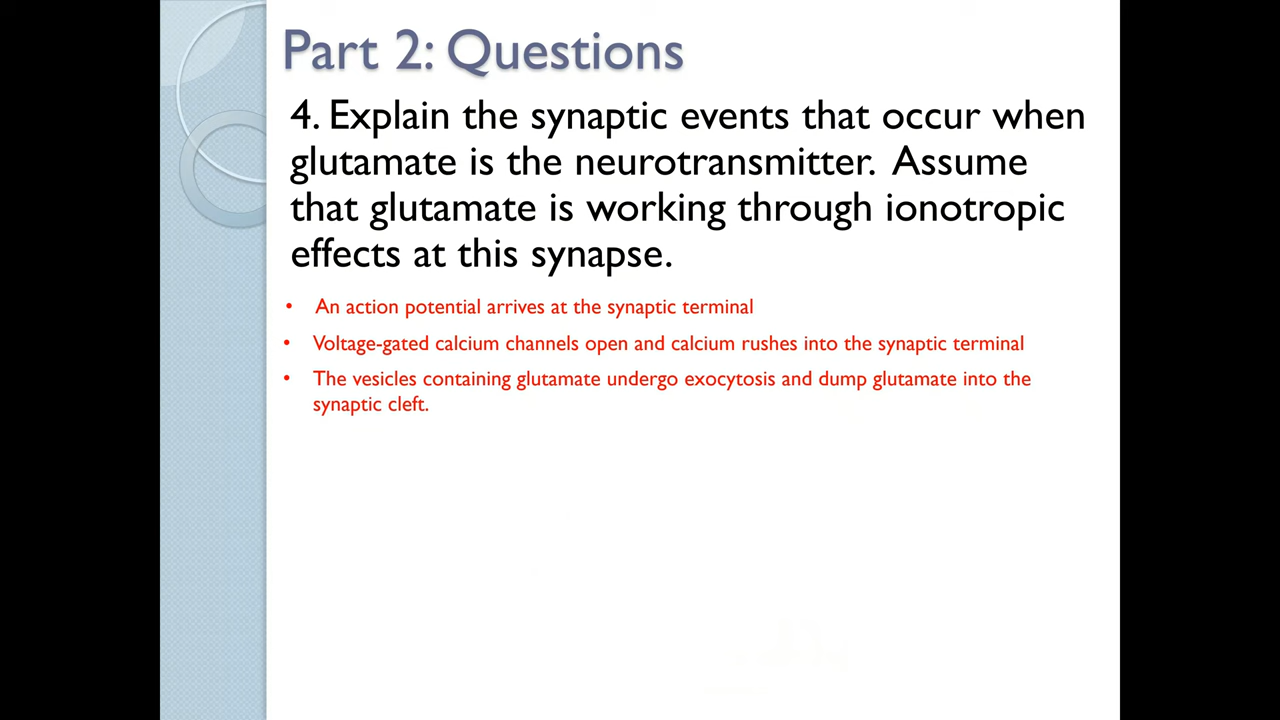 Part 2: Questions
4. Explain the synaptic events that occur when
glutamate is the neurotransmitter.  Assume
that glutamate is working through ionotropic
effects at this synapse.
• An action potential arrives at the synaptic terminal
• Voltage-gated calcium channels open and calcium rushes into the synaptic terminal
• The vesicles containing glutamate undergo exocytosis and dump glutamate into the
synaptic cleft.